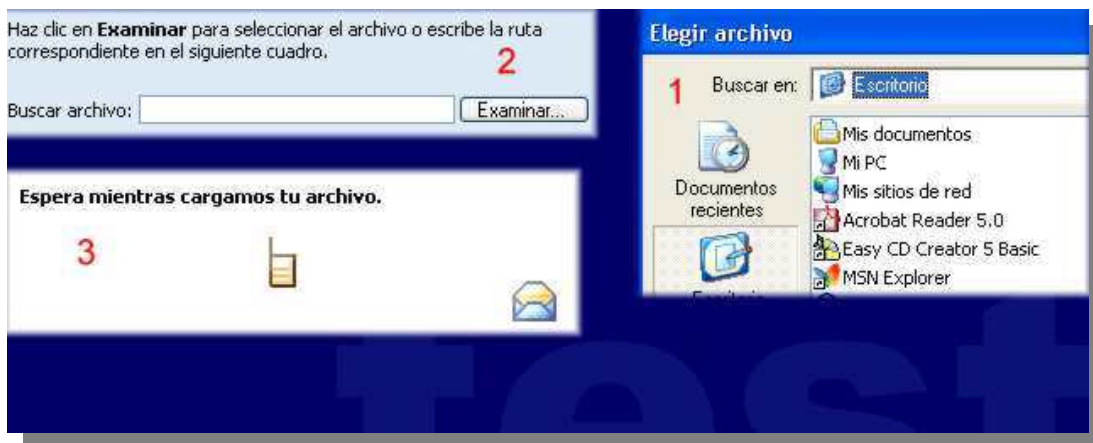 Haz clic en Examinar para seleccionar el archivo o escribe la ruta
correspondiente en el siguiente cuadro.
2
Buscar archivo: Examinar...
Espera mientras cargamos tu archivo.
3
Elegir archivo
1
Buscar en: Escritorio
Mis documentos
Mi PC
Mis sitios de red
Acrobat Reader 5.0
Easy CD Creator 5 Basic
MSN Explorer
Documentos
recientes
Escritorio
test